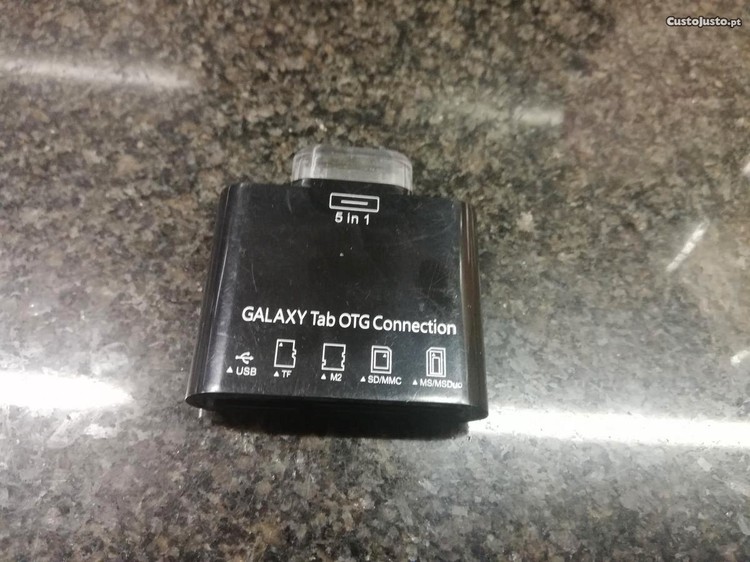 CustoJusto.pt
5 in 1
GALAXY Tab OTG Connection
▲ USB ▲ TF ▲ M2 ▲ SD/MMC ▲ MS/MSDuo